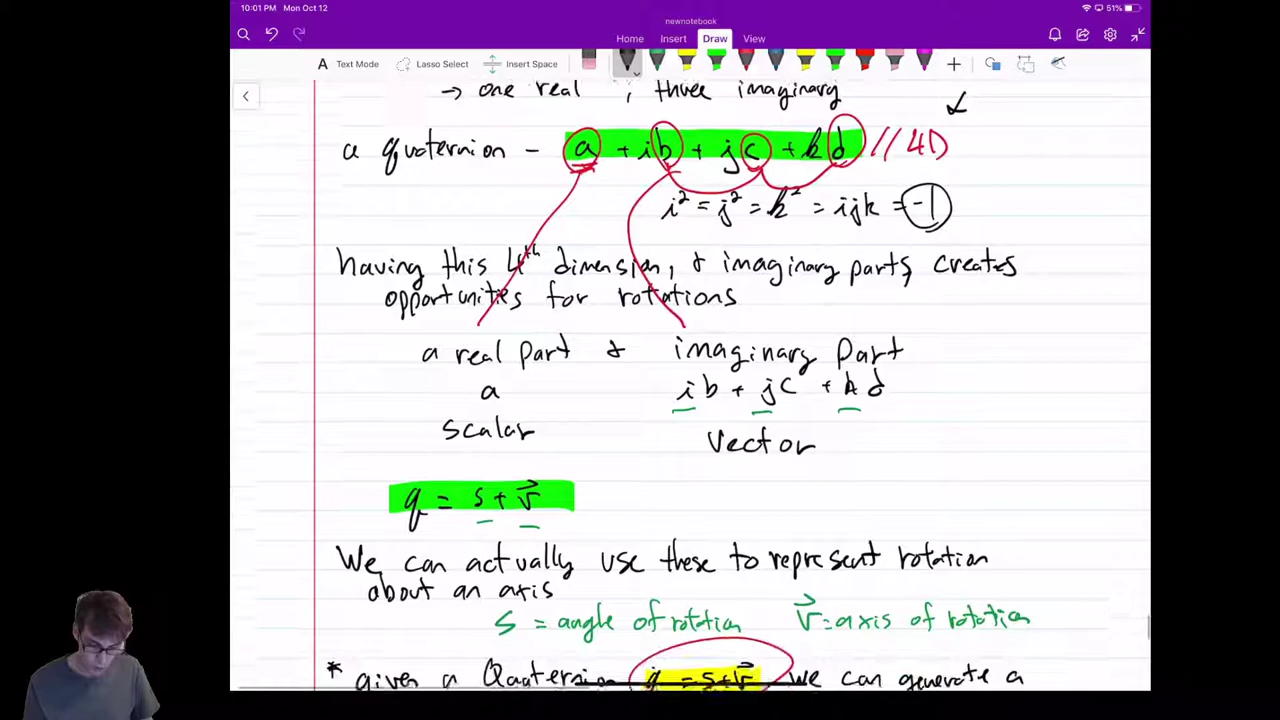 10:01 PM Mon Oct 12
51%
newnotebook
Home Insert Draw View
A Text Mode Lasso Select Insert Space
→ one real , three imaginary
a quaternion - a + ib + jc + kd // 4D
i² = j² = k² = ijk = -1
having this 4th dimension, & imaginary parts, creates
opportunities for rotations
a real part & imaginary part
a ib + jc + kd
scalar vector
q = s + v⃗
We can actually use these to represent rotation
about an axis
s = angle of rotation v⃗ = axis of rotation
* given a Quaternion q = s+v⃗ we can generate a